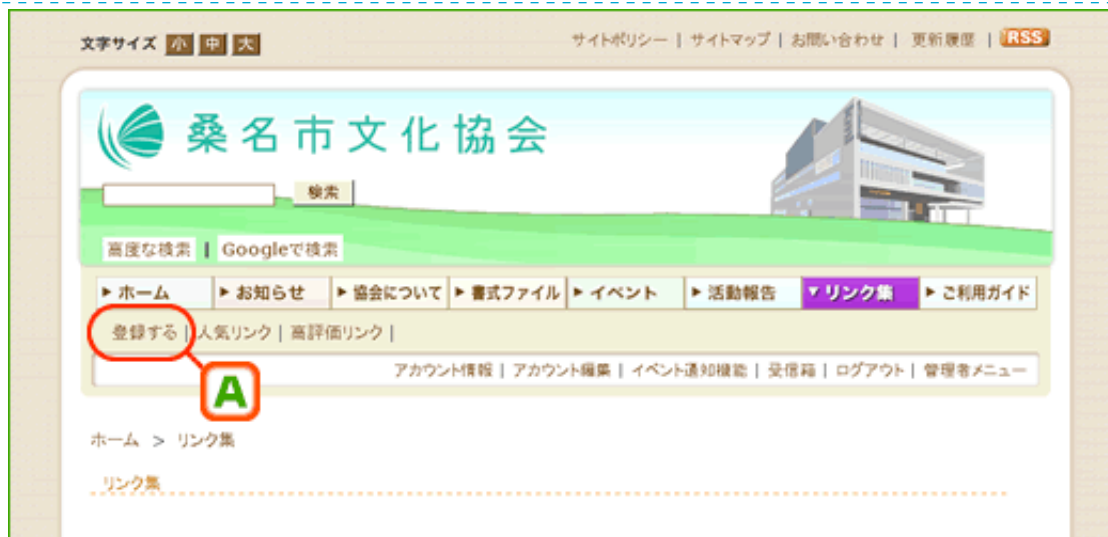 文字サイズ 小 中 大 サイトポリシー | サイトマップ | お問い合わせ | 更新履歴 | RSS
桑名市文化協会
検索
高度な検索 | Googleで検索
ホーム お知らせ 協会について 書式ファイル イベント 活動報告 リンク集 ご利用ガイド
登録する | 人気リンク | 高評価リンク |
アカウント情報 | アカウント編集 | イベント通知機能 | 受信箱 | ログアウト | 管理者メニュー
A
ホーム > リンク集
リンク集